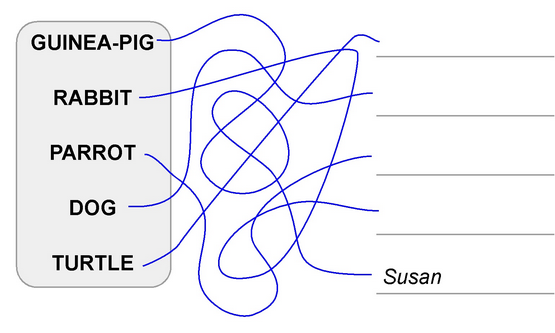 GUINEA-PIG
RABBIT
PARROT
DOG
TURTLE
Susan